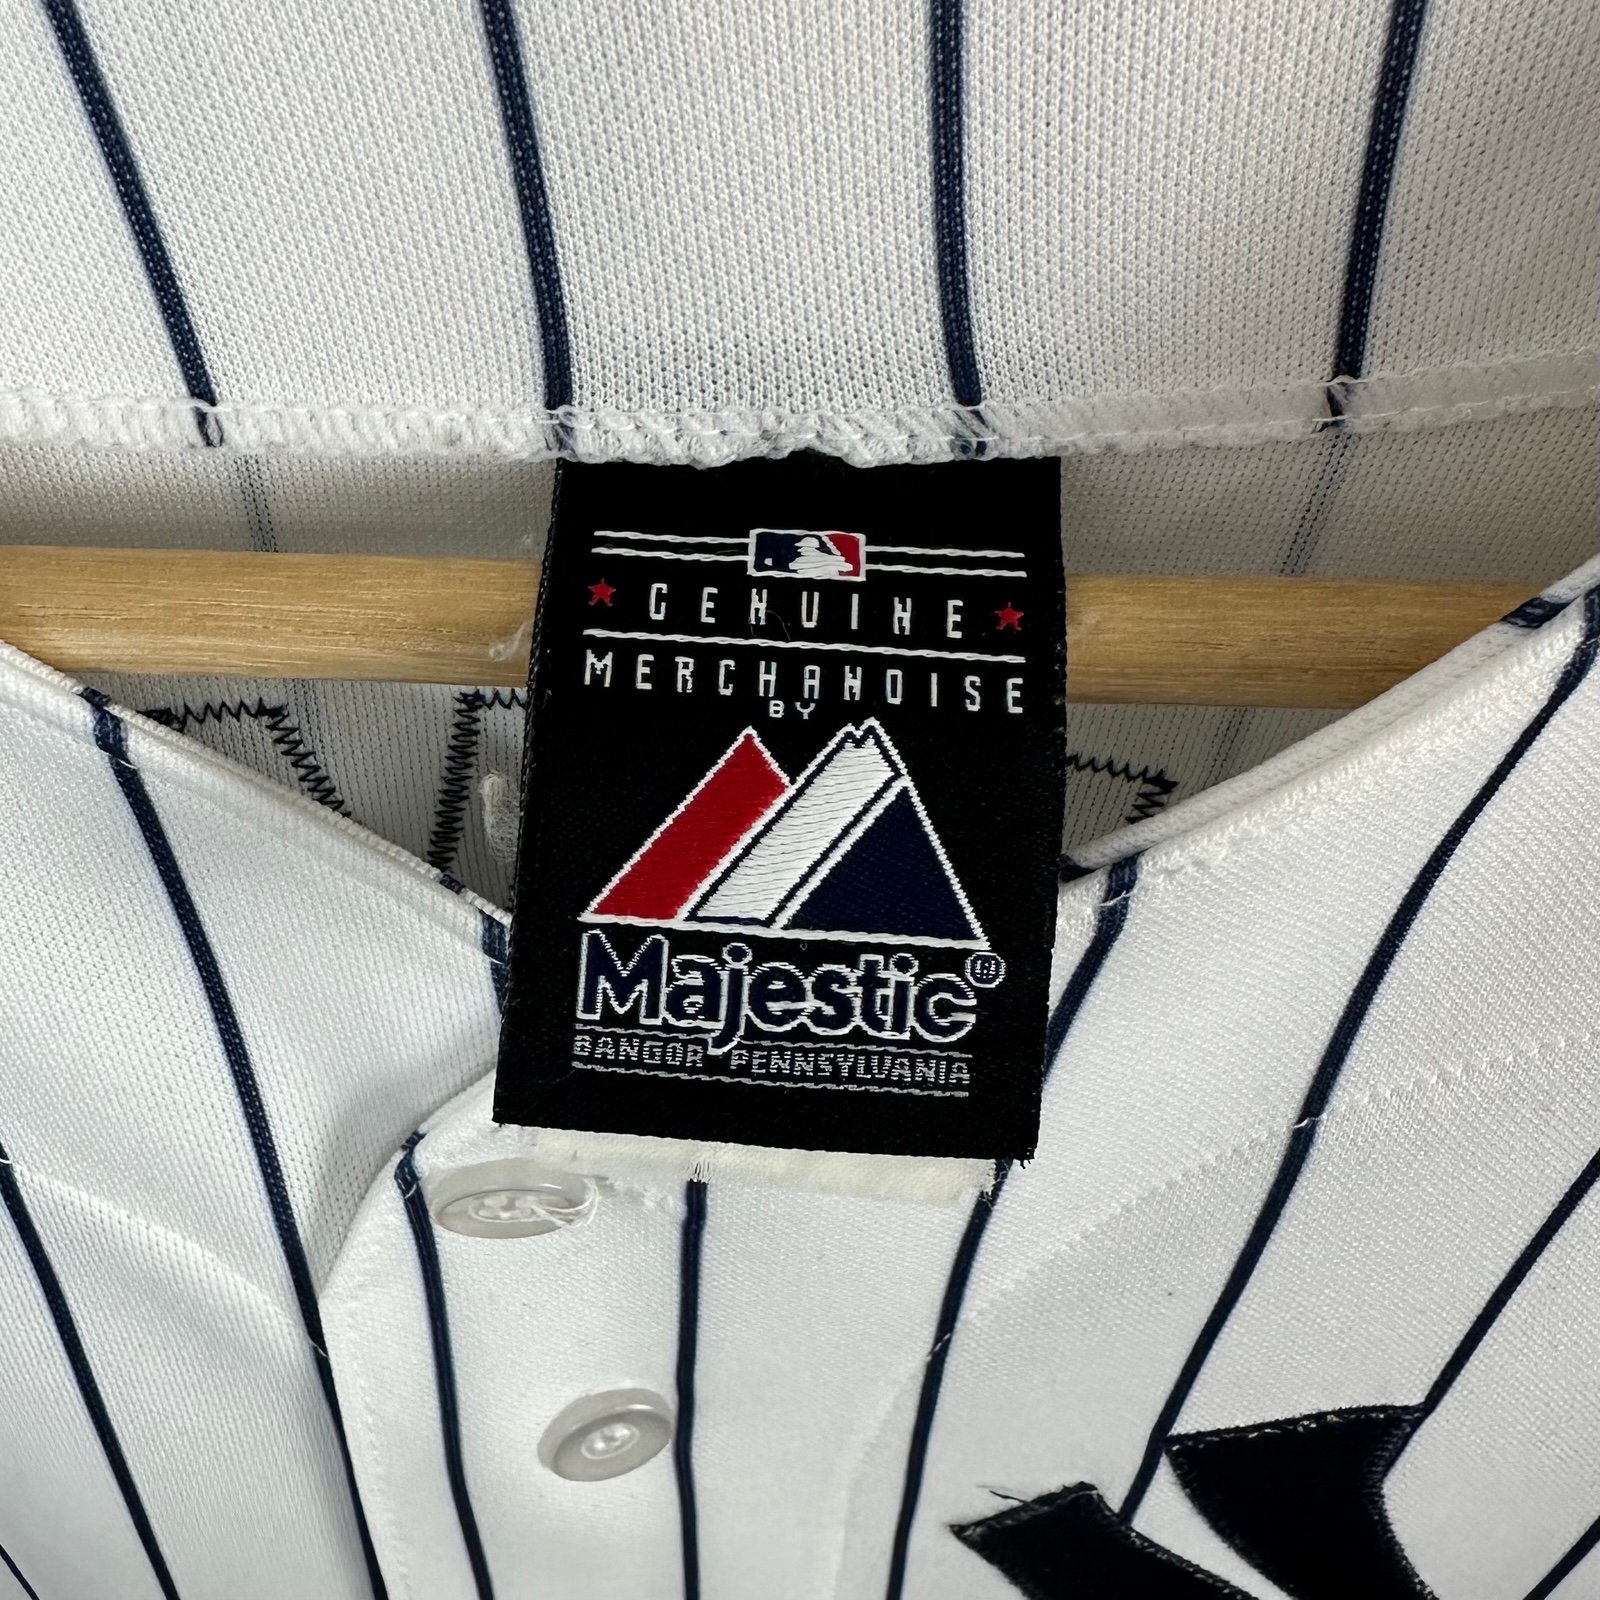 GENUINE
MERCHANDISE
BY
Majestic®
BANGOR PENNSYLVANIA